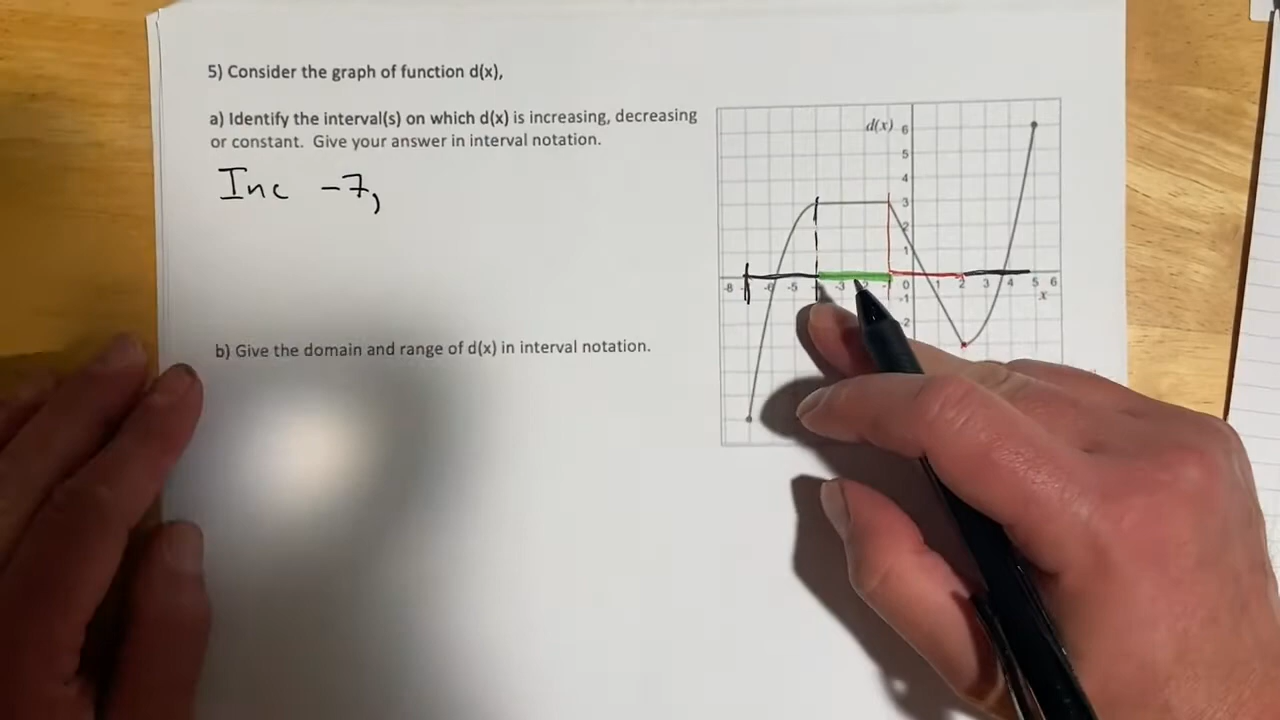 5) Consider the graph of function d(x),
a) Identify the interval(s) on which d(x) is increasing, decreasing
or constant. Give your answer in interval notation.
Inc -7,
b) Give the domain and range of d(x) in interval notation.
d(x) 6
5
4
3
2
1
-8 -6 -5 -3 0 1 2 3 4 5 6
-1
x
-2